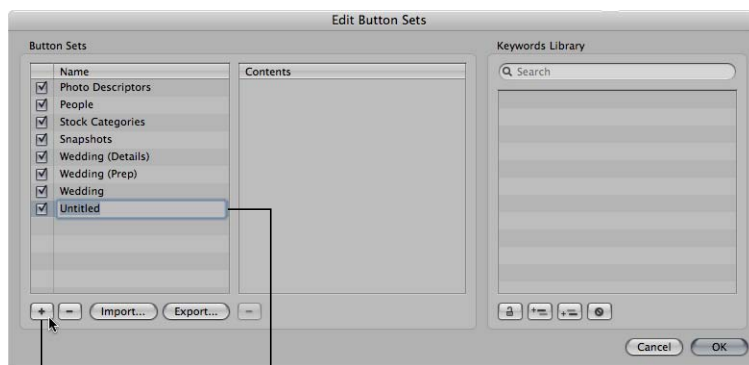 Edit Button Sets
Button Sets
Keywords Library
Name
Contents
Search
Photo Descriptors
People
Stock Categories
Snapshots
Wedding (Details)
Wedding (Prep)
Wedding
Untitled
+ - Import... Export... -
Cancel OK